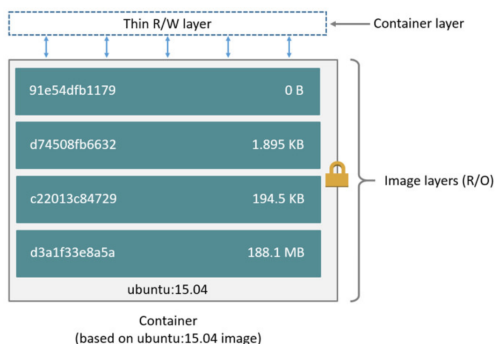 Thin R/W layer
Container layer
91e54dfb1179 0 B
d74508fb6632 1.895 KB
c22013c84729 194.5 KB
d3a1f33e8a5a 188.1 MB
Image layers (R/O)
ubuntu:15.04
Container
(based on ubuntu:15.04 image)